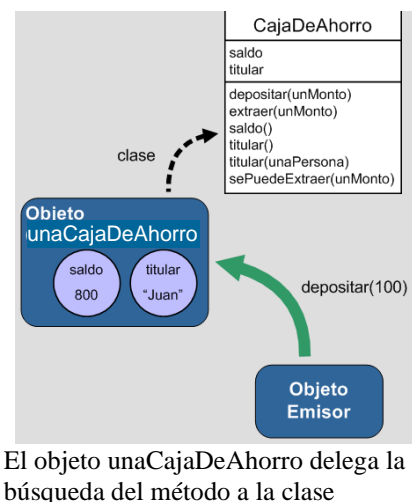 CajaDeAhorro
saldo
titular
depositar(unMonto)
extraer(unMonto)
saldo()
titular()
titular(unaPersona)
sePuedeExtraer(unMonto)
clase
Objeto
unaCajaDeAhorro
saldo
800
titular
“Juan”
depositar(100)
Objeto
Emisor
El objeto unaCajaDeAhorro delega la
búsqueda del método a la clase